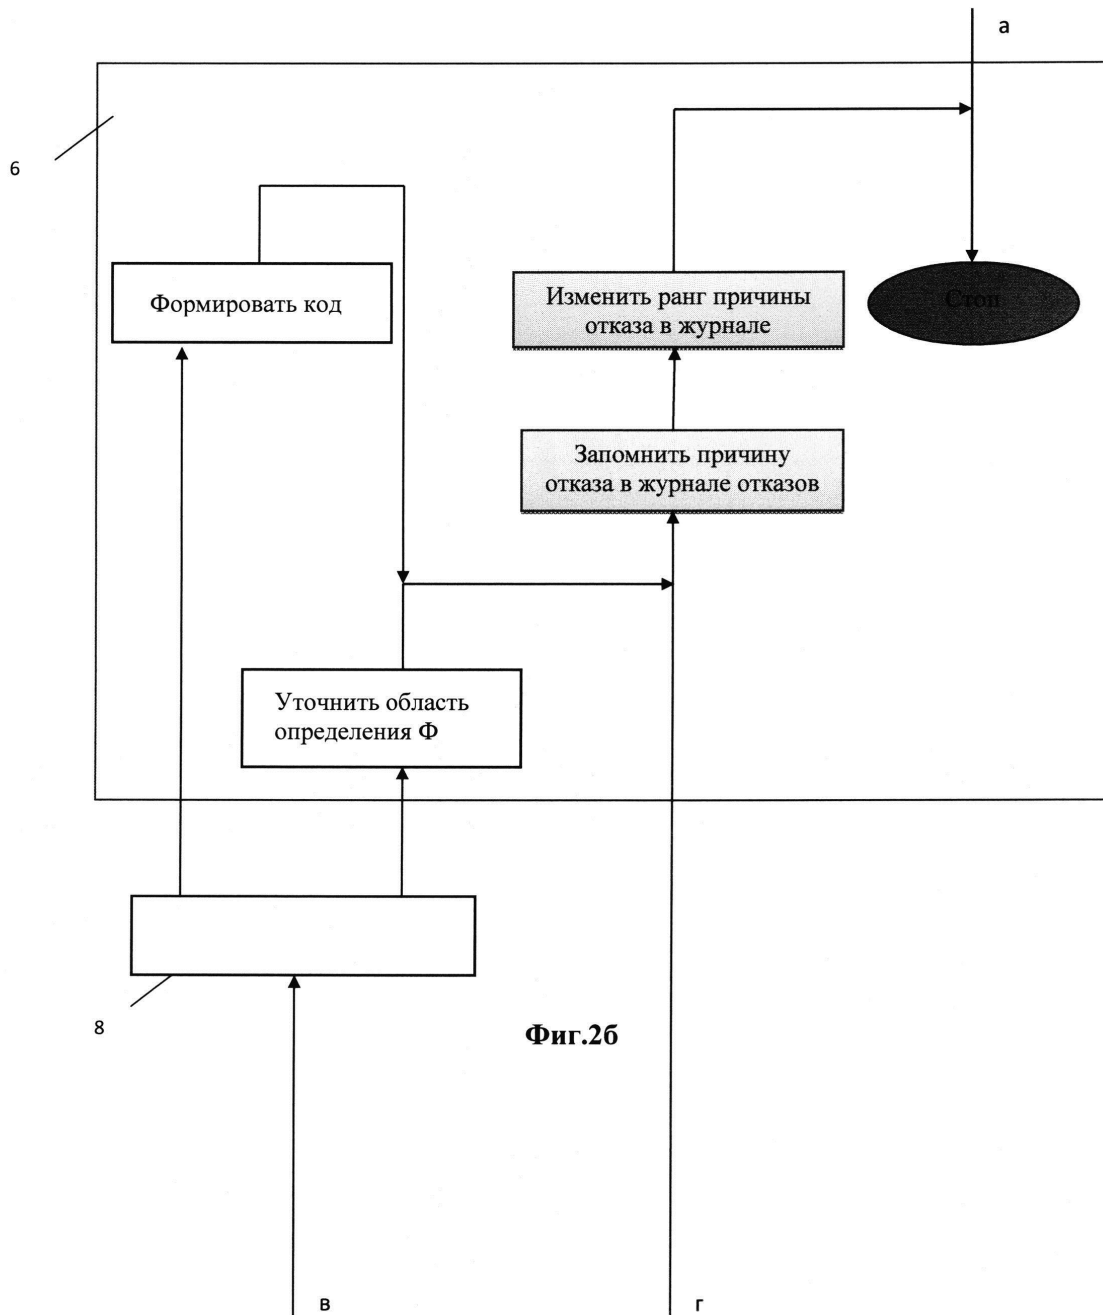 а
6
Формировать код
Изменить ранг причины
отказа в журнале
Стоп
Запомнить причину
отказа в журнале отказов
Уточнить область
определения Ф
8
Фиг.2б
в
г